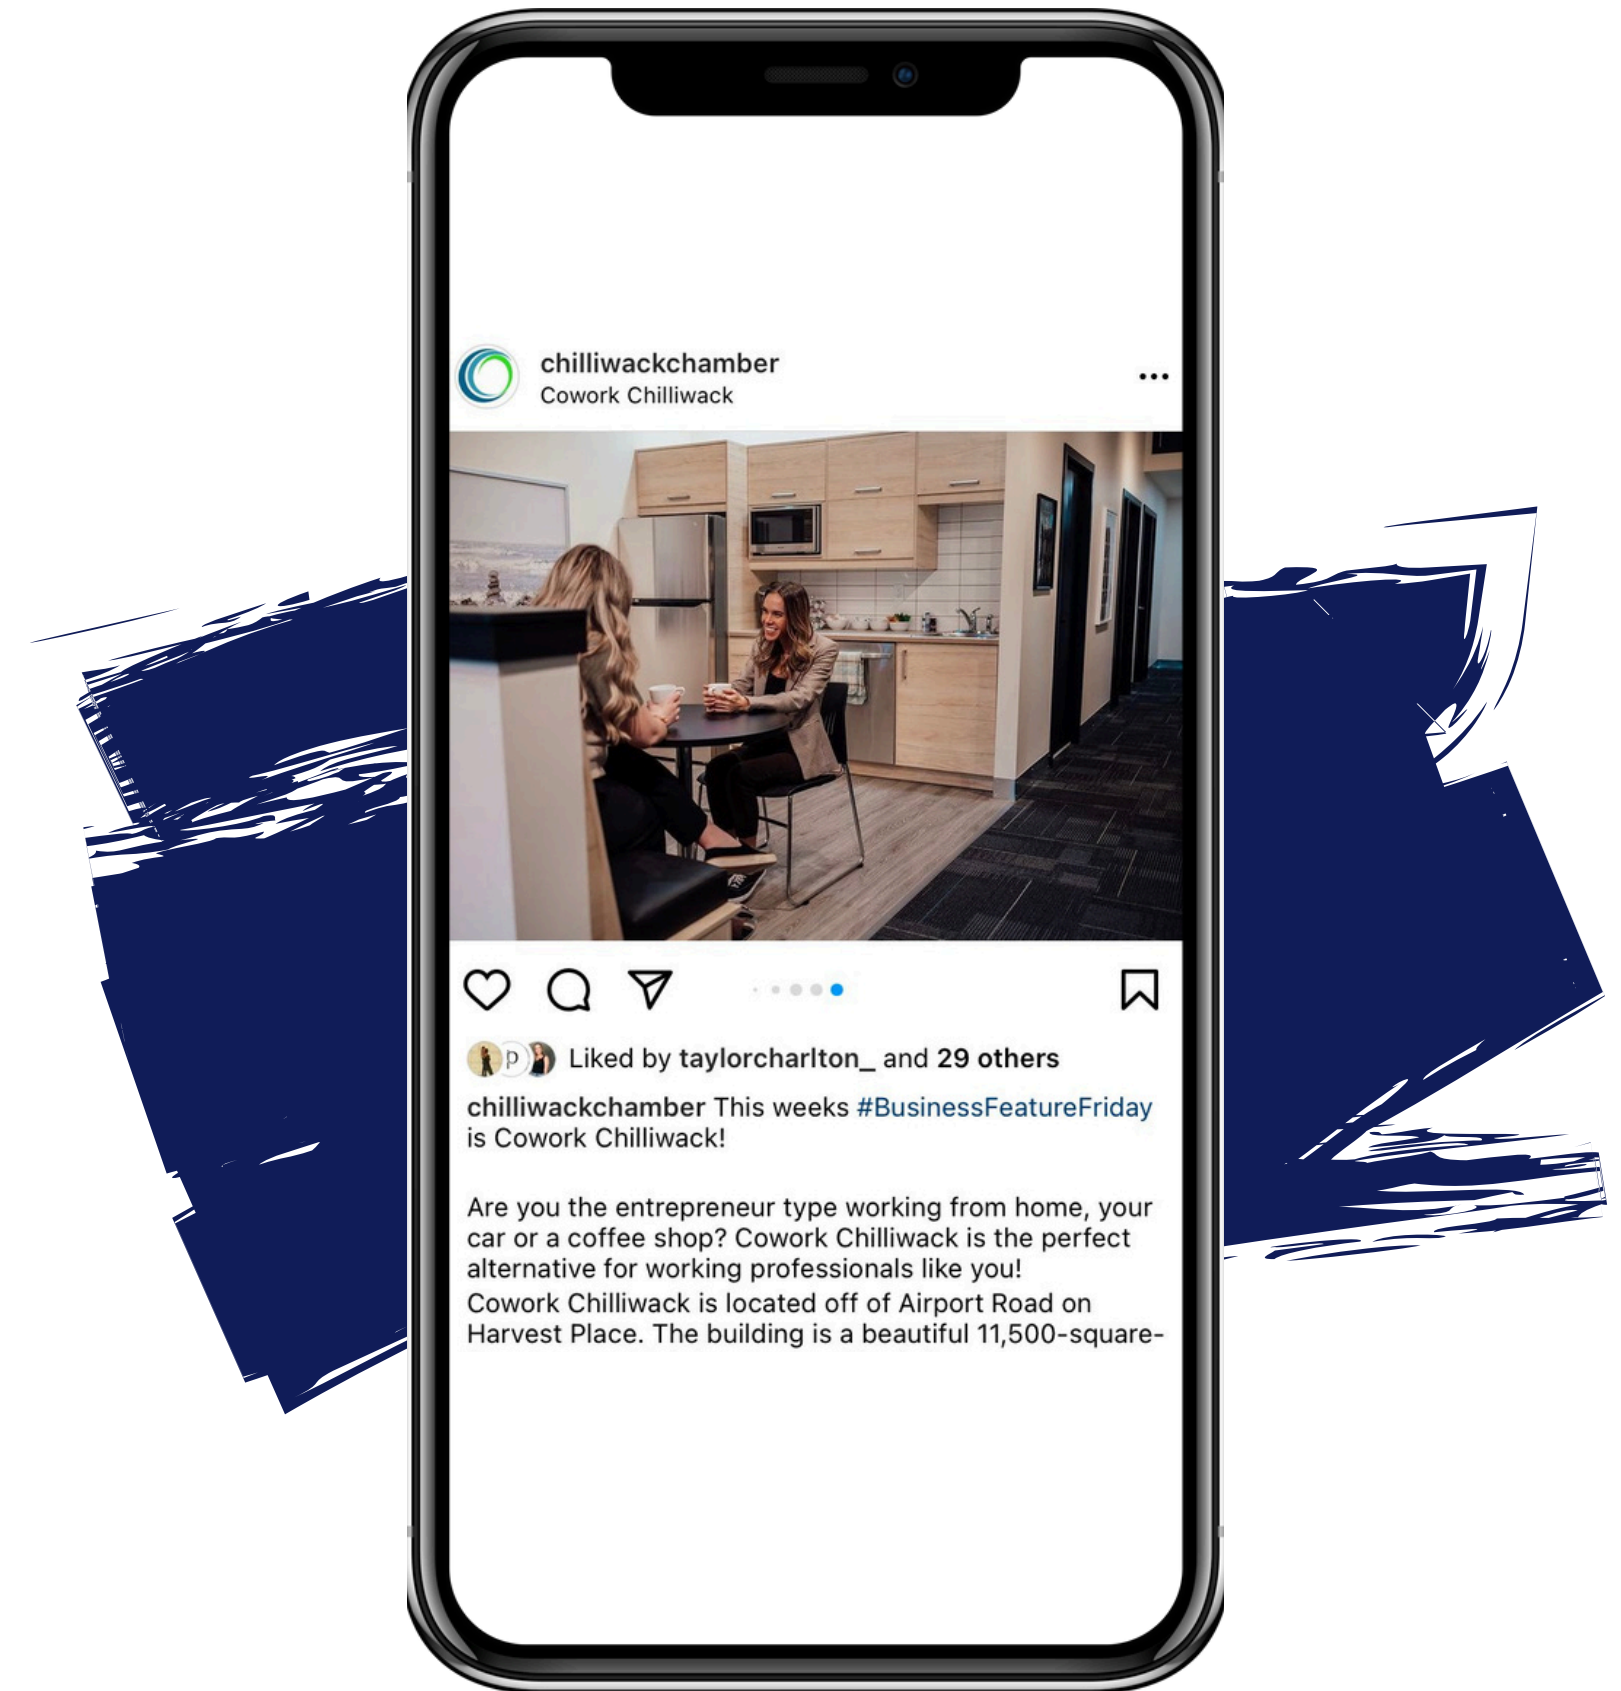 chilliwackchamber
Cowork Chilliwack
p
Liked by taylorcharlton_ and 29 others
chilliwackchamber This weeks #BusinessFeatureFriday
is Cowork Chilliwack!
Are you the entrepreneur type working from home, your
car or a coffee shop? Cowork Chilliwack is the perfect
alternative for working professionals like you!
Cowork Chilliwack is located off of Airport Road on
Harvest Place. The building is a beautiful 11,500-square-